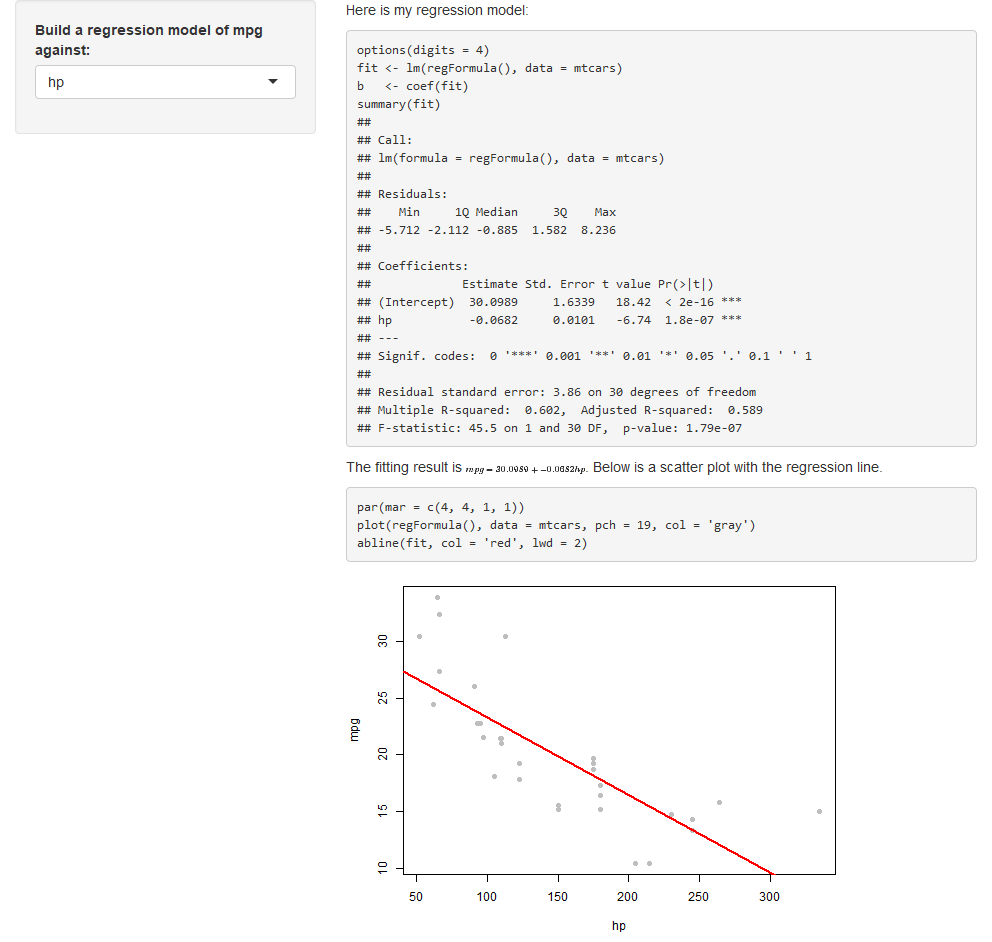 Build a regression model of mpg
against:
hp
Here is my regression model:
options(digits = 4)
fit <- lm(regFormula(), data = mtcars)
b   <- coef(fit)
summary(fit)
##
## Call:
## lm(formula = regFormula(), data = mtcars)
##
## Residuals:
##    Min     1Q Median     3Q    Max
## -5.712 -2.112 -0.885  1.582  8.236
##
## Coefficients:
##             Estimate Std. Error t value Pr(>|t|)
## (Intercept)  30.0989     1.6339   18.42  < 2e-16 ***
## hp           -0.0682     0.0101   -6.74  1.8e-07 ***
## ---
## Signif. codes:  0 '***' 0.001 '**' 0.01 '*' 0.05 '.' 0.1 ' ' 1
##
## Residual standard error: 3.86 on 30 degrees of freedom
## Multiple R-squared:  0.602,  Adjusted R-squared:  0.589
## F-statistic: 45.5 on 1 and 30 DF,  p-value: 1.79e-07
The fitting result is mpg = 30.0989 + −0.0682hp. Below is a scatter plot with the regression line.
par(mar = c(4, 4, 1, 1))
plot(regFormula(), data = mtcars, pch = 19, col = 'gray')
abline(fit, col = 'red', lwd = 2)
30
25
20
15
10
mpg
50 100 150 200 250 300
hp